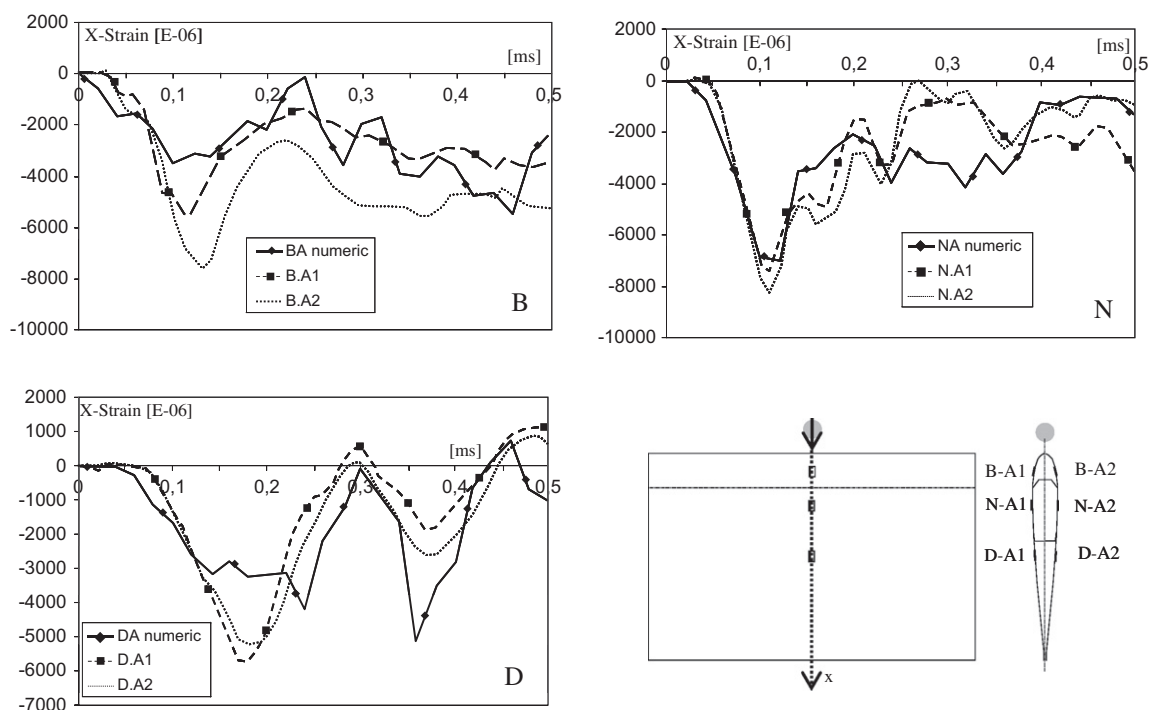 2000
X-Strain [E-06]
[ms]
0
0 0,1 0,2 0,3 0,4 0,5
-2000
-4000
-6000
-8000
-10000
BA numeric
B.A1
B.A2
B
2000
X-Strain [E-06]
[ms]
0
0 0,1 0,2 0,3 0,4 0,5
-2000
-4000
-6000
-8000
-10000
NA numeric
N.A1
N.A2
N
2000
X-Strain [E-06]
1000
[ms]
0
0 0,1 0,2 0,3 0,4 0,5
-1000
-2000
-3000
-4000
-5000
-6000
-7000
DA numeric
D.A1
D.A2
D
B-A1 B-A2
N-A1 N-A2
D-A1 D-A2
x